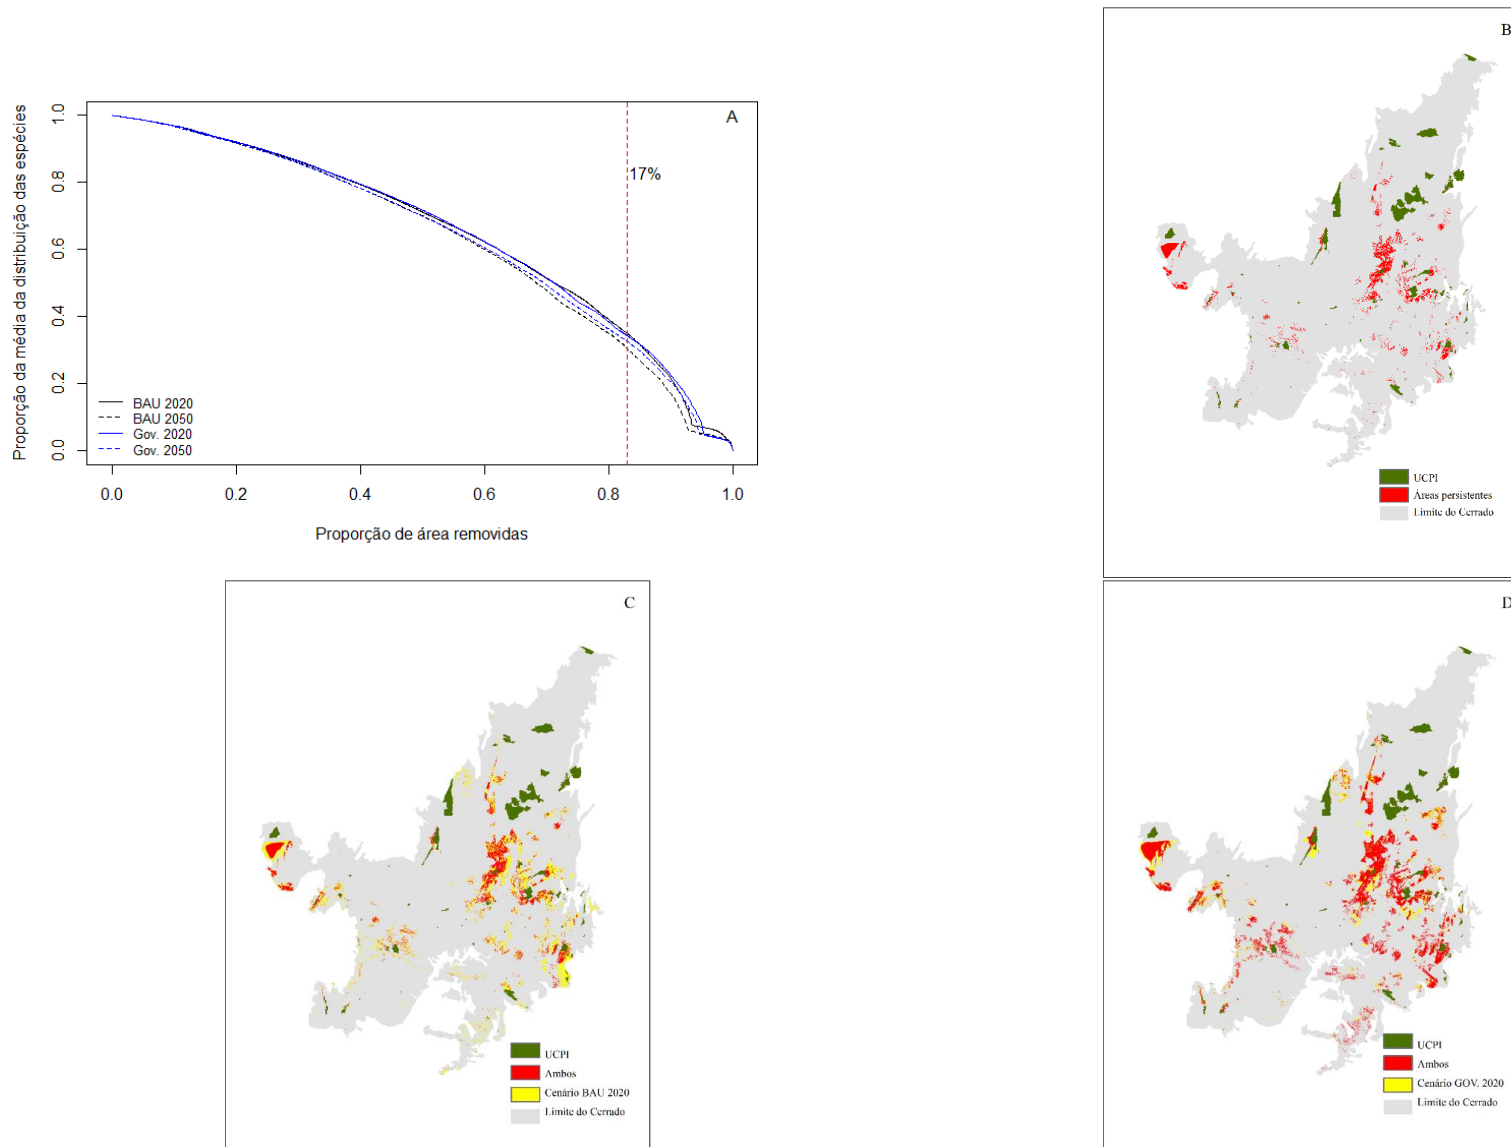 A
Proporção da média da distribuição das espécies
1.0
0.8
0.6
0.4
0.2
0.0
17%
BAU 2020
BAU 2050
Gov. 2020
Gov. 2050
0.0 0.2 0.4 0.6 0.8 1.0
Proporção de área removidas
B
UCPI
Áreas persistentes
Limite do Cerrado
C
UCPI
Ambos
Cenário BAU 2020
Limite do Cerrado
D
UCPI
Ambos
Cenário GOV. 2020
Limite do Cerrado